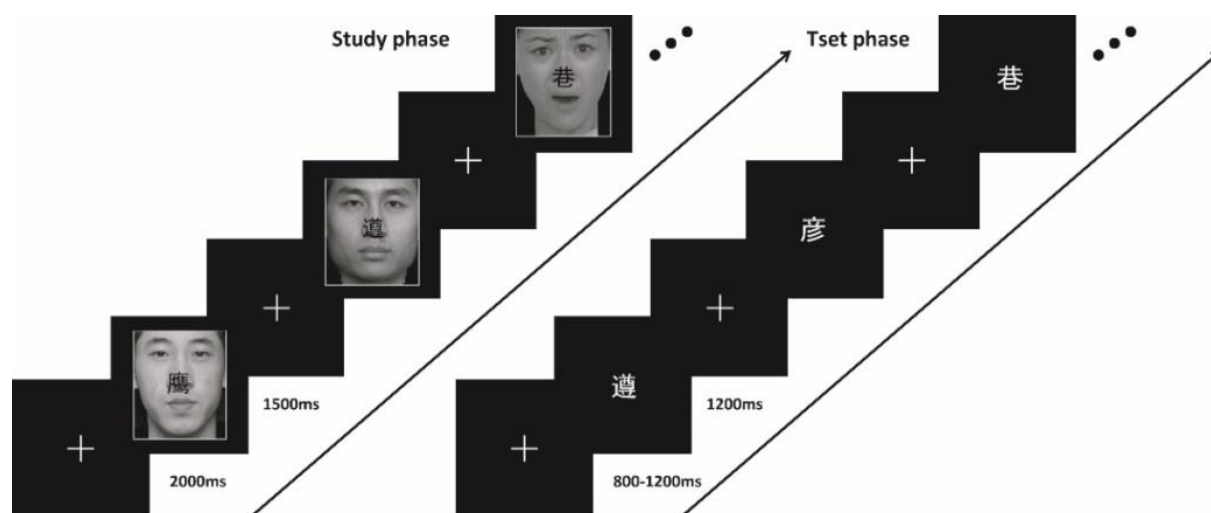 Study phase
巷
遵
鹰
1500ms
2000ms
Tset phase
巷
彦
遵
1200ms
800-1200ms